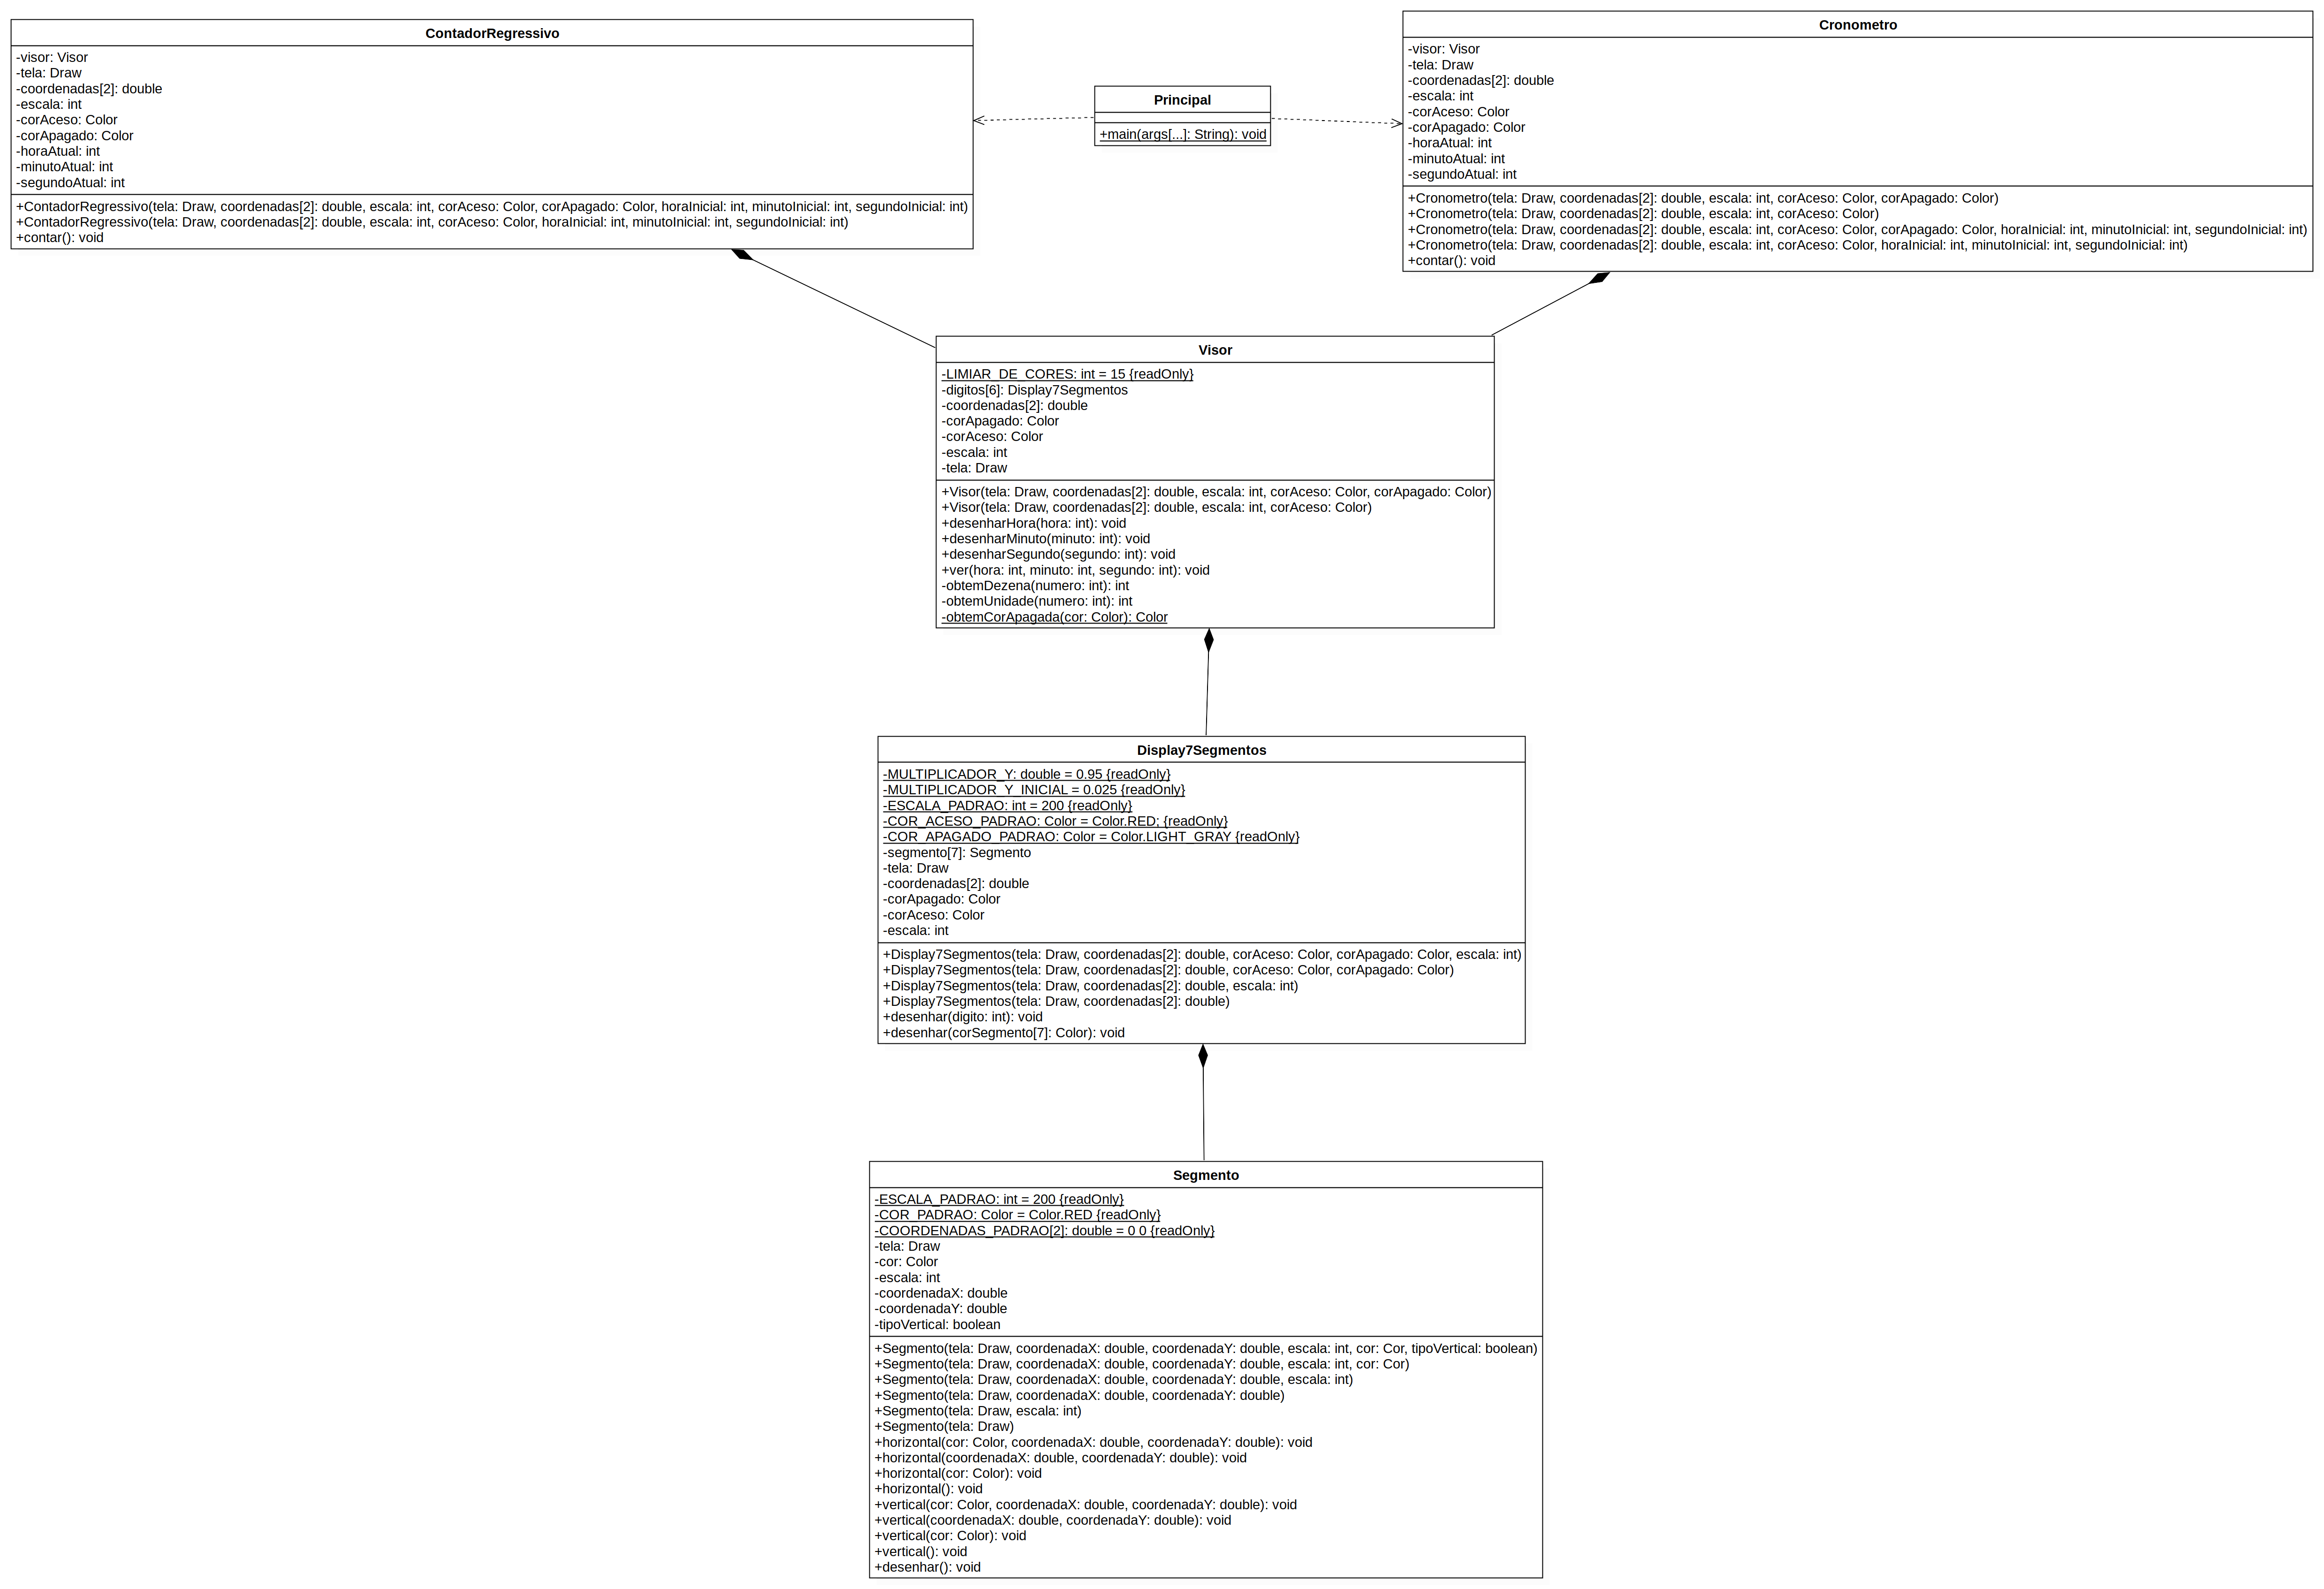 ContadorRegressivo
-visor: Visor
-tela: Draw
-coordenadas[2]: double
-escala: int
-corAceso: Color
-corApagado: Color
-horaAtual: int
-minutoAtual: int
-segundoAtual: int
+ContadorRegressivo(tela: Draw, coordenadas[2]: double, escala: int, corAceso: Color, corApagado: Color, horaInicial: int, minutoInicial: int, segundoInicial: int)
+ContadorRegressivo(tela: Draw, coordenadas[2]: double, escala: int, corAceso: Color, horaInicial: int, minutoInicial: int, segundoInicial: int)
+contar(): void
Principal
+main(args[...]: String): void
Cronometro
-visor: Visor
-tela: Draw
-coordenadas[2]: double
-escala: int
-corAceso: Color
-corApagado: Color
-horaAtual: int
-minutoAtual: int
-segundoAtual: int
+Cronometro(tela: Draw, coordenadas[2]: double, escala: int, corAceso: Color, corApagado: Color)
+Cronometro(tela: Draw, coordenadas[2]: double, escala: int, corAceso: Color)
+Cronometro(tela: Draw, coordenadas[2]: double, escala: int, corAceso: Color, corApagado: Color, horaInicial: int, minutoInicial: int, segundoInicial: int)
+Cronometro(tela: Draw, coordenadas[2]: double, escala: int, corAceso: Color, horaInicial: int, minutoInicial: int, segundoInicial: int)
+contar(): void
Visor
-LIMIAR_DE_CORES: int = 15 {readOnly}
-digitos[6]: Display7Segmentos
-coordenadas[2]: double
-corApagado: Color
-corAceso: Color
-escala: int
-tela: Draw
+Visor(tela: Draw, coordenadas[2]: double, escala: int, corAceso: Color, corApagado: Color)
+Visor(tela: Draw, coordenadas[2]: double, escala: int, corAceso: Color)
+desenharHora(hora: int): void
+desenharMinuto(minuto: int): void
+desenharSegundo(segundo: int): void
+ver(hora: int, minuto: int, segundo: int): void
-obtemDezena(numero: int): int
-obtemUnidade(numero: int): int
-obtemCorApagada(cor: Color): Color
Display7Segmentos
-MULTIPLICADOR_Y: double = 0.95 {readOnly}
-MULTIPLICADOR_Y_INICIAL = 0.025 {readOnly}
-ESCALA_PADRAO: int = 200 {readOnly}
-COR_ACESO_PADRAO: Color = Color.RED; {readOnly}
-COR_APAGADO_PADRAO: Color = Color.LIGHT_GRAY {readOnly}
-segmento[7]: Segmento
-tela: Draw
-coordenadas[2]: double
-corApagado: Color
-corAceso: Color
-escala: int
+Display7Segmentos(tela: Draw, coordenadas[2]: double, corAceso: Color, corApagado: Color, escala: int)
+Display7Segmentos(tela: Draw, coordenadas[2]: double, corAceso: Color, corApagado: Color)
+Display7Segmentos(tela: Draw, coordenadas[2]: double, escala: int)
+Display7Segmentos(tela: Draw, coordenadas[2]: double)
+desenhar(digito: int): void
+desenhar(corSegmento[7]: Color): void
Segmento
-ESCALA_PADRAO: int = 200 {readOnly}
-COR_PADRAO: Color = Color.RED {readOnly}
-COORDENADAS_PADRAO[2]: double = 0 0 {readOnly}
-tela: Draw
-cor: Color
-escala: int
-coordenadaX: double
-coordenadaY: double
-tipoVertical: boolean
+Segmento(tela: Draw, coordenadaX: double, coordenadaY: double, escala: int, cor: Cor, tipoVertical: boolean)
+Segmento(tela: Draw, coordenadaX: double, coordenadaY: double, escala: int, cor: Cor)
+Segmento(tela: Draw, coordenadaX: double, coordenadaY: double, escala: int)
+Segmento(tela: Draw, coordenadaX: double, coordenadaY: double)
+Segmento(tela: Draw, escala: int)
+Segmento(tela: Draw)
+horizontal(cor: Color, coordenadaX: double, coordenadaY: double): void
+horizontal(coordenadaX: double, coordenadaY: double): void
+horizontal(cor: Color): void
+horizontal(): void
+vertical(cor: Color, coordenadaX: double, coordenadaY: double): void
+vertical(coordenadaX: double, coordenadaY: double): void
+vertical(cor: Color): void
+vertical(): void
+desenhar(): void